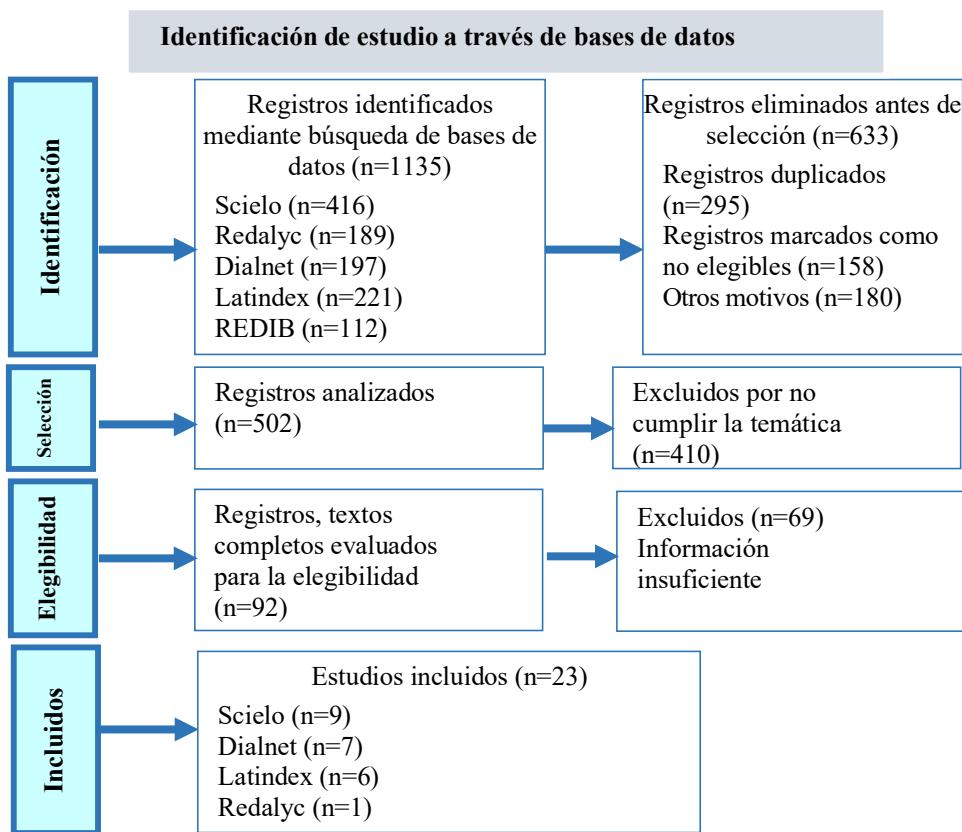 Identificación de estudio a través de bases de datos
Identificación
Registros identificados
mediante búsqueda de bases de
datos (n=1135)
Scielo (n=416)
Redalyc (n=189)
Dialnet (n=197)
Latindex (n=221)
REDIB (n=112)
Registros eliminados antes de
selección (n=633)
Registros duplicados
(n=295)
Registros marcados como
no elegibles (n=158)
Otros motivos (n=180)
Selección
Registros analizados
(n=502)
Excluidos por no
cumplir la temática
(n=410)
Elegibilidad
Registros, textos
completos evaluados
para la elegibilidad
(n=92)
Excluidos (n=69)
Información
insuficiente
Incluidos
Estudios incluidos (n=23)
Scielo (n=9)
Dialnet (n=7)
Latindex (n=6)
Redalyc (n=1)